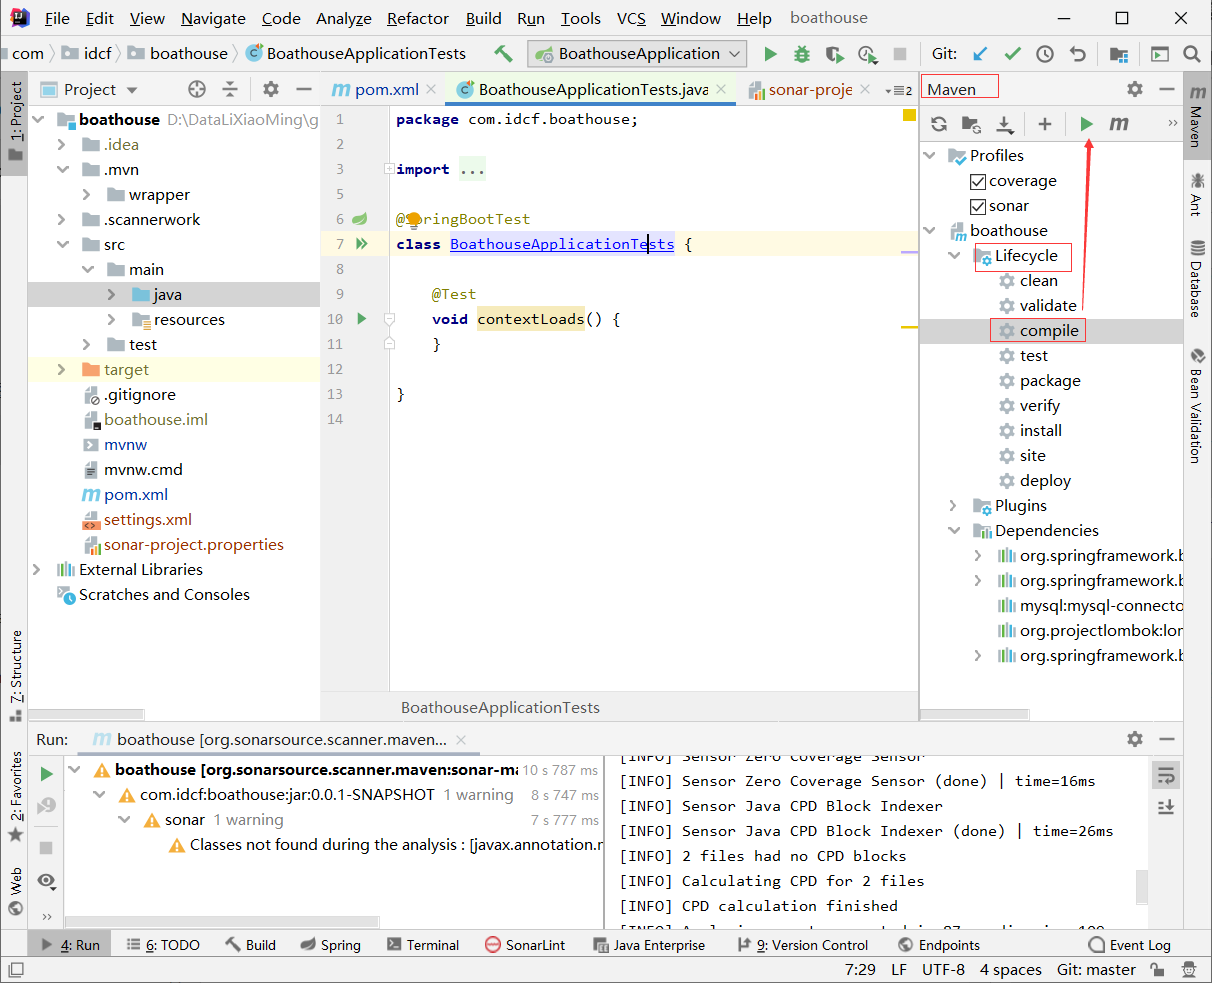 File Edit View Navigate Code Analyze Refactor Build Run Tools VCS Window Help boathouse
com idcf boathouse BoathouseApplicationTests BoathouseApplication Git:
1: Project
Project
pom.xml BoathouseApplicationTests.java sonar-proje 2
Maven
boathouse D:\DataLiXiaoMing\g
.idea
.mvn
wrapper
.scannerwork
src
main
java
resources
test
target
.gitignore
boathouse.iml
mvnw
mvnw.cmd
pom.xml
settings.xml
sonar-project.properties
External Libraries
Scratches and Consoles
1 package com.idcf.boathouse;
2
3 import ...
5
6 @SpringBootTest
7 class BoathouseApplicationTests {
8
9 @Test
10 void contextLoads() {
11 }
12
13 }
14
BoathouseApplicationTests
Profiles
coverage
sonar
boathouse
Lifecycle
clean
validate
compile
test
package
verify
install
site
deploy
Plugins
Dependencies
org.springframework.b
org.springframework.b
mysql:mysql-connecto
org.projectlombok:lor
org.springframework.b
Maven
Ant
Database
Bean Validation
Z: Structure
2: Favorites
Web
Run: boathouse [org.sonarsource.scanner.maven...
boathouse [org.sonarsource.scanner.maven:sonar-ma 10 s 787 ms
com.idcf:boathouse:jar:0.0.1-SNAPSHOT 1 warning 8 s 747 ms
sonar 1 warning 7 s 777 ms
Classes not found during the analysis : [javax.annotation.m
[INFO] Sensor Zero Coverage Sensor
[INFO] Sensor Zero Coverage Sensor (done) | time=16ms
[INFO] Sensor Java CPD Block Indexer
[INFO] Sensor Java CPD Block Indexer (done) | time=26ms
[INFO] 2 files had no CPD blocks
[INFO] Calculating CPD for 2 files
[INFO] CPD calculation finished
4: Run 6: TODO Build Spring Terminal SonarLint Java Enterprise 9: Version Control Endpoints Event Log
7:29 LF UTF-8 4 spaces Git: master